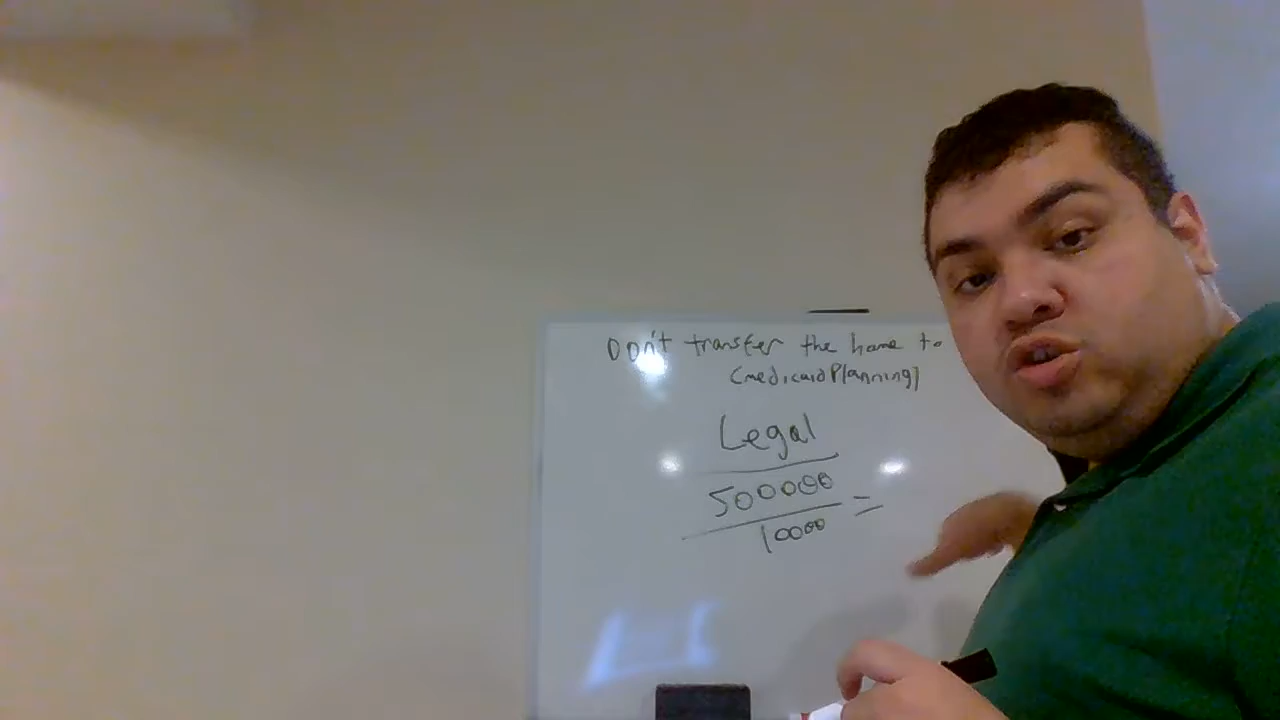 Don't transfer the home to
(medicaid Planning)
Legal
500000
10000
=